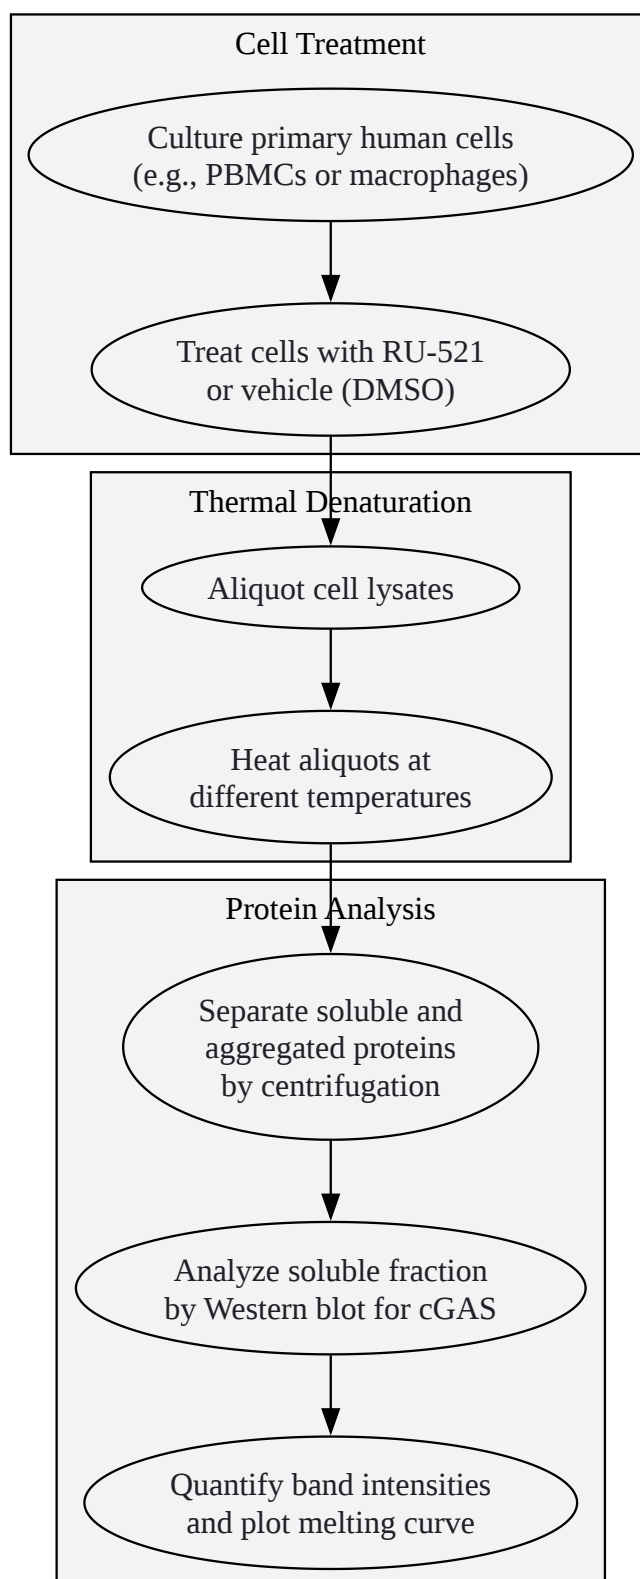 Cell Treatment
Culture primary human cells
(e.g., PBMCs or macrophages)
Treat cells with RU-521
or vehicle (DMSO)
Thermal Denaturation
Aliquot cell lysates
Heat aliquots at
different temperatures
Protein Analysis
Separate soluble and
aggregated proteins
by centrifugation
Analyze soluble fraction
by Western blot for cGAS
Quantify band intensities
and plot melting curve